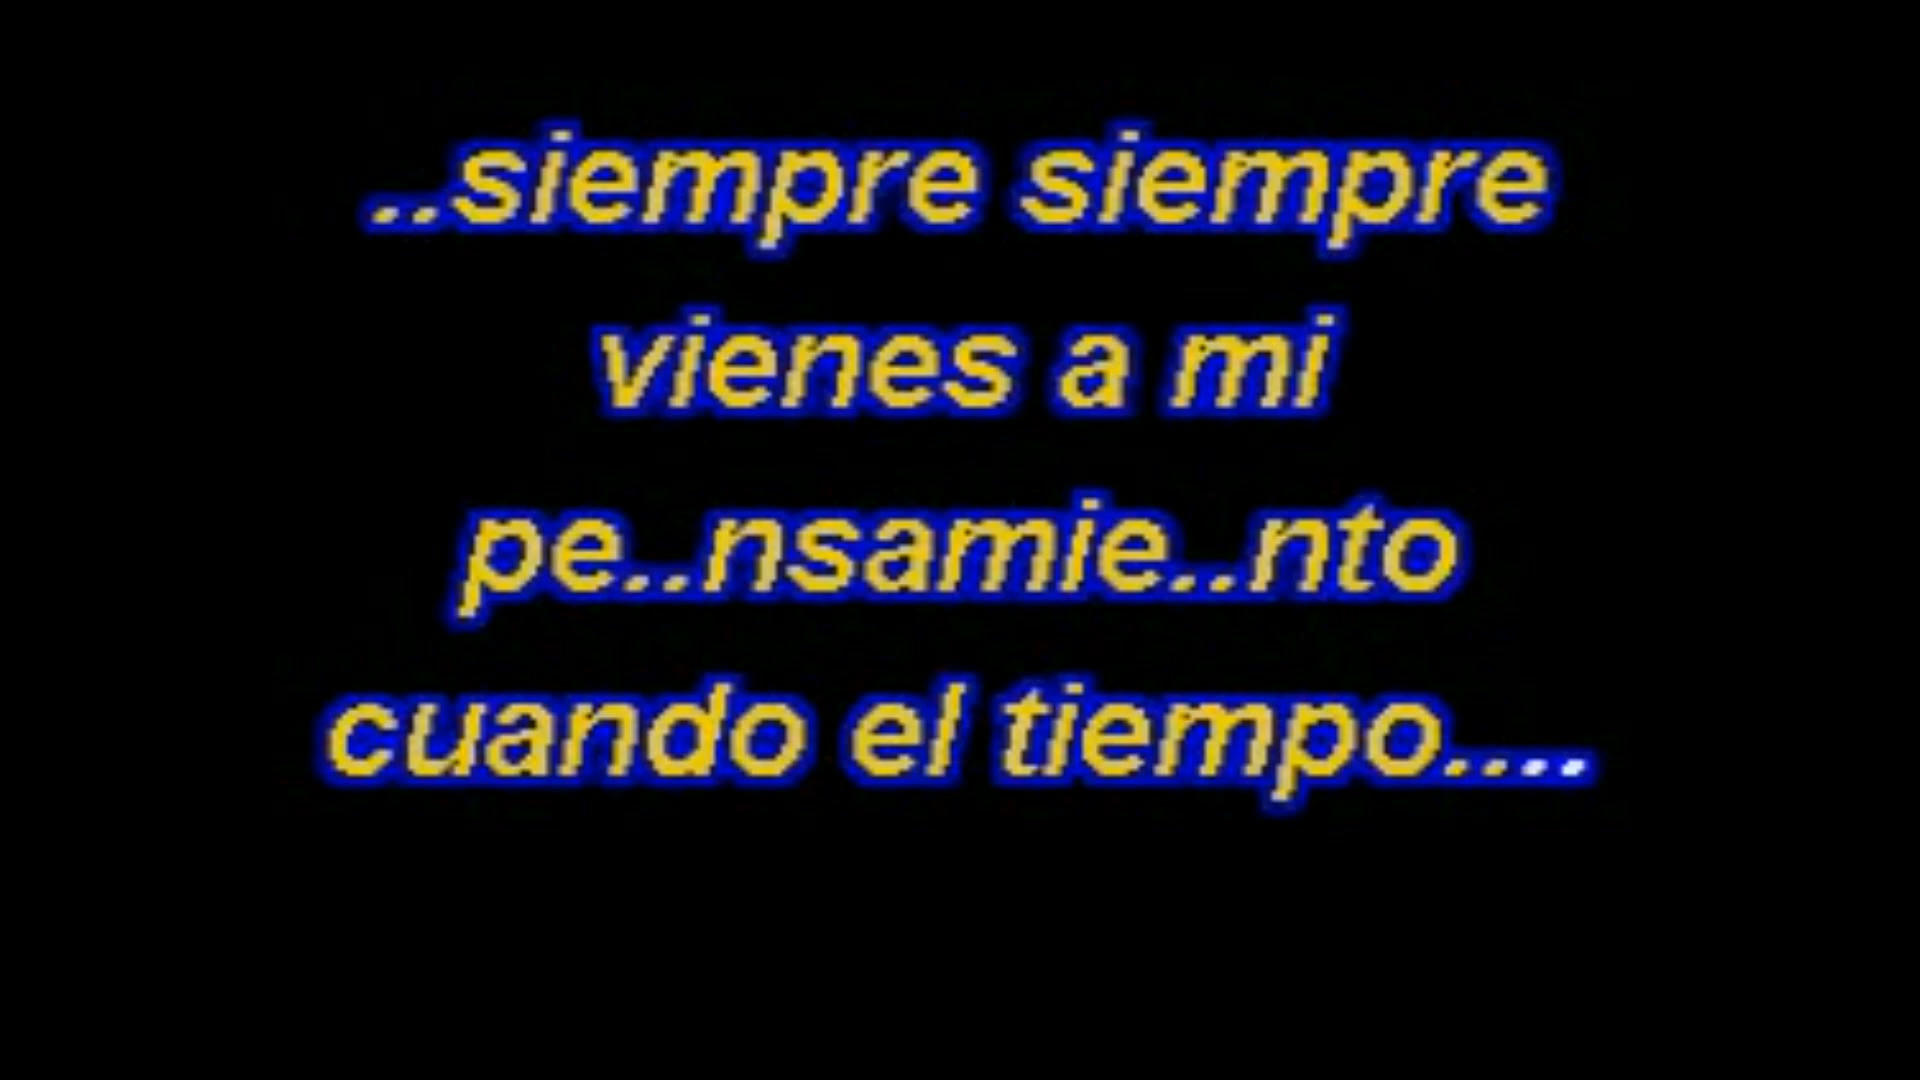 ..siempre siempre
vienes a mi
pe..nsamie..nto
cuando el tiempo....